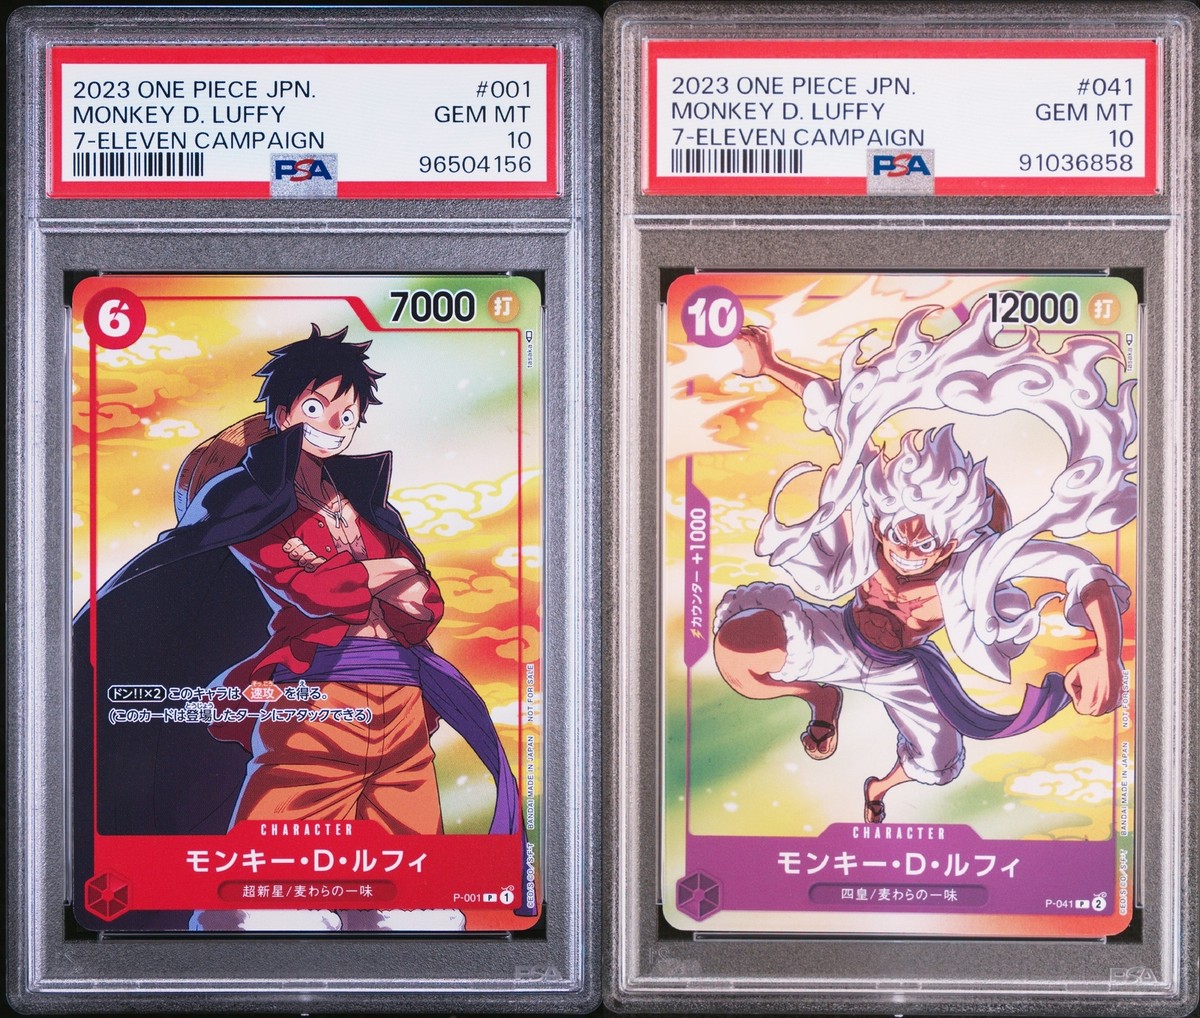 2023 ONE PIECE JPN. #001
MONKEY D. LUFFY GEM MT
7-ELEVEN CAMPAIGN 10
PSA 96504156
6
7000 打
tasaka
ドン!!×2 このキャラは 速攻 を得る。
(このカードは登場したターンにアタックできる)
CHARACTER
モンキー・D・ルフィ
超新星/麦わらの一味
P-001 P 1
BANDAI MADE IN JAPAN NOT FOR SALE
PSA
2023 ONE PIECE JPN. #041
MONKEY D. LUFFY GEM MT
7-ELEVEN CAMPAIGN 10
PSA 91036858
10
12000 打
tasaka
カウンター +1000
CHARACTER
モンキー・D・ルフィ
四皇/麦わらの一味
P-041 P 2
BANDAI MADE IN JAPAN NOT FOR SALE
PSA